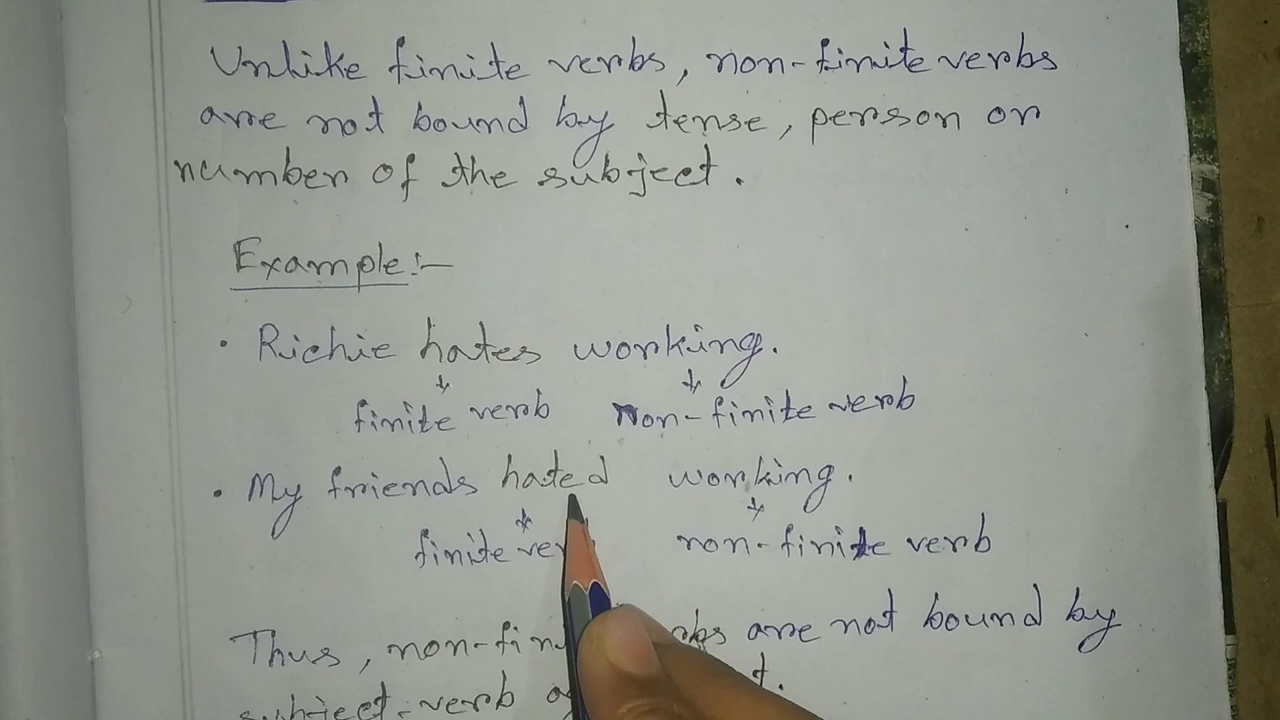 Unlike finite verbs, non-finite verbs
are not bound by tense, person or
number of the subject.
Example:-
• Richie hates working.
finite verb non-finite verb
• My friends hated working.
finite non-finite verb
Thus, are not bound by
subject-verb